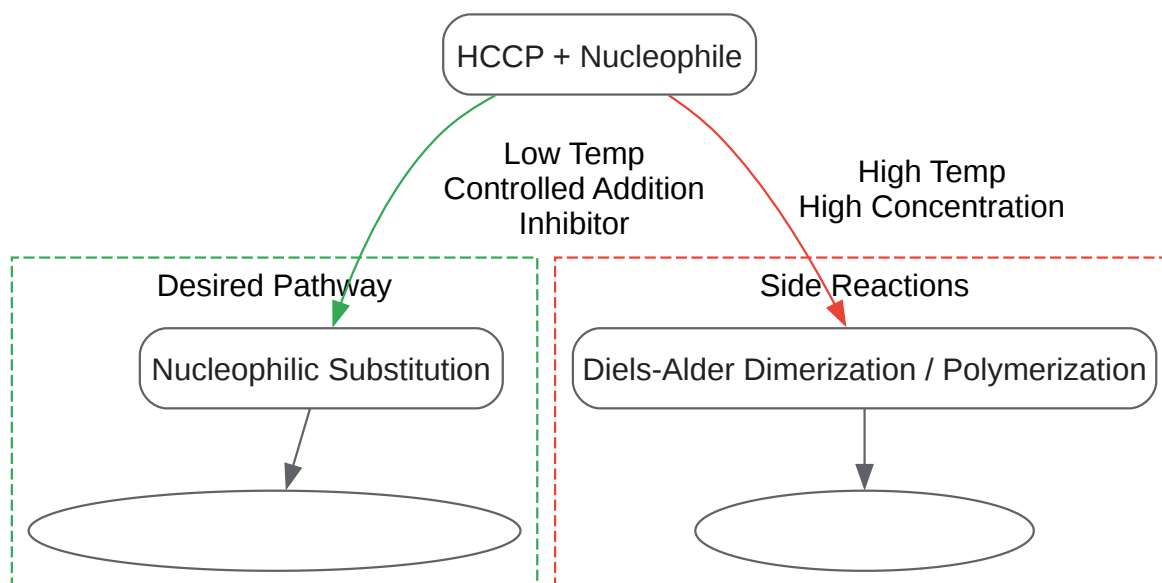 HCCP + Nucleophile
Low Temp
Controlled Addition
Inhibitor
High Temp
High Concentration
Desired Pathway
Side Reactions
Nucleophilic Substitution
Diels-Alder Dimerization / Polymerization